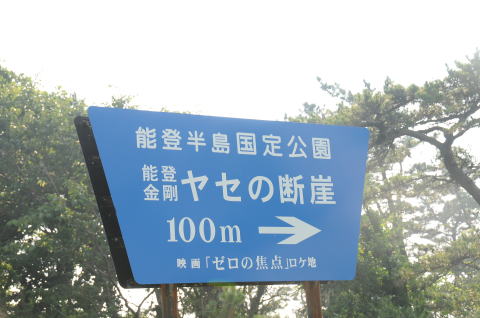 能登半島国定公園
能登金剛 ヤセの断崖
100m →
映画「ゼロの焦点」ロケ地